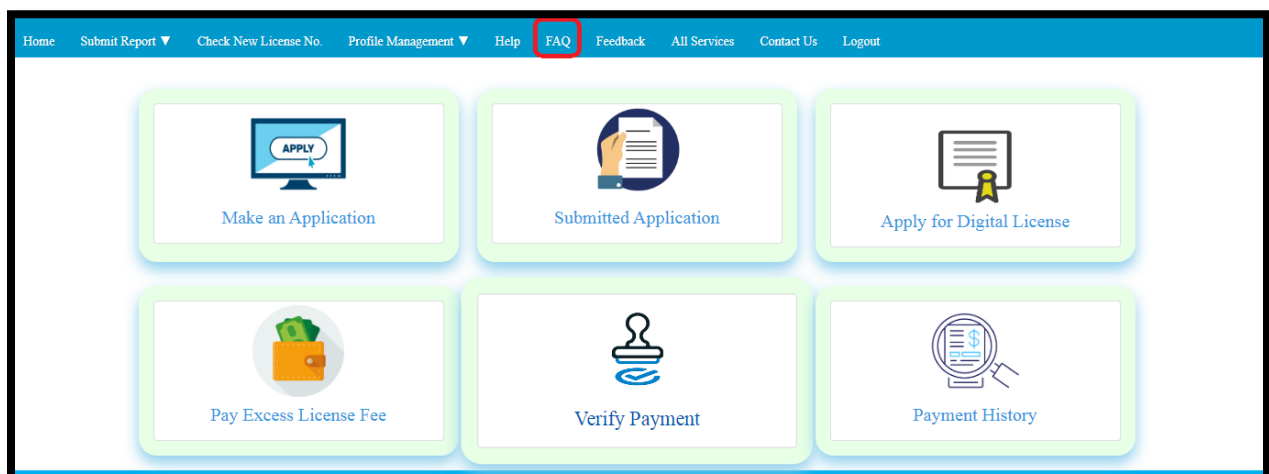 Home Submit Report ▼ Check New License No. Profile Management ▼ Help FAQ Feedback All Services Contact Us Logout
APPLY
Make an Application
Submitted Application
Apply for Digital License
$
Pay Excess License Fee
Verify Payment
Payment History